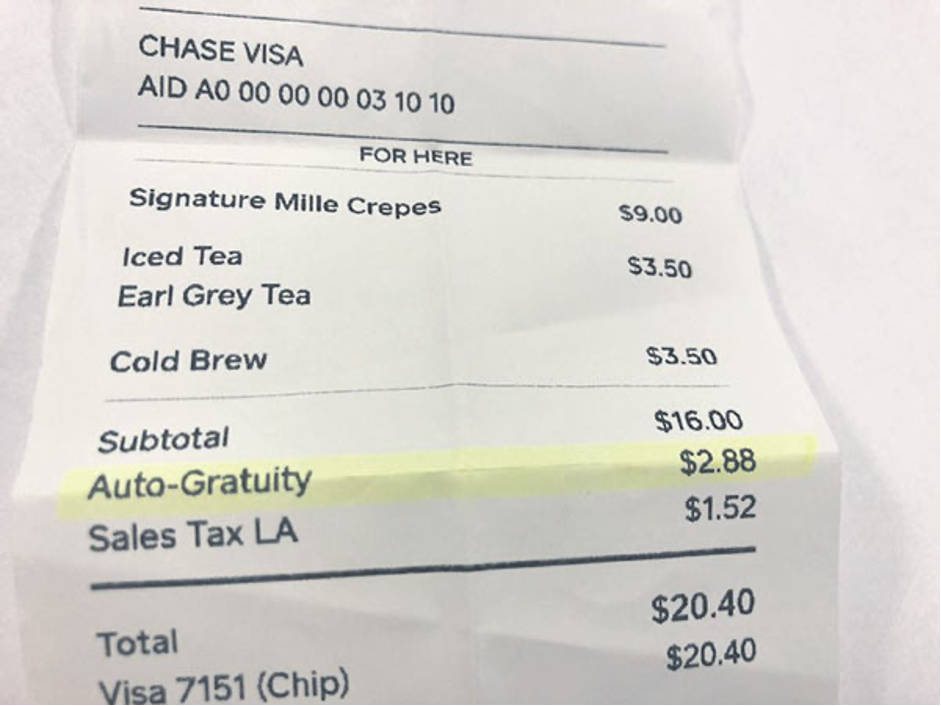 CHASE VISA
AID A0 00 00 00 03 10 10
FOR HERE
Signature Mille Crepes $9.00
Iced Tea $3.50
Earl Grey Tea
Cold Brew $3.50
Subtotal $16.00
Auto-Gratuity $2.88
Sales Tax LA $1.52
Total $20.40
Visa 7151 (Chip) $20.40